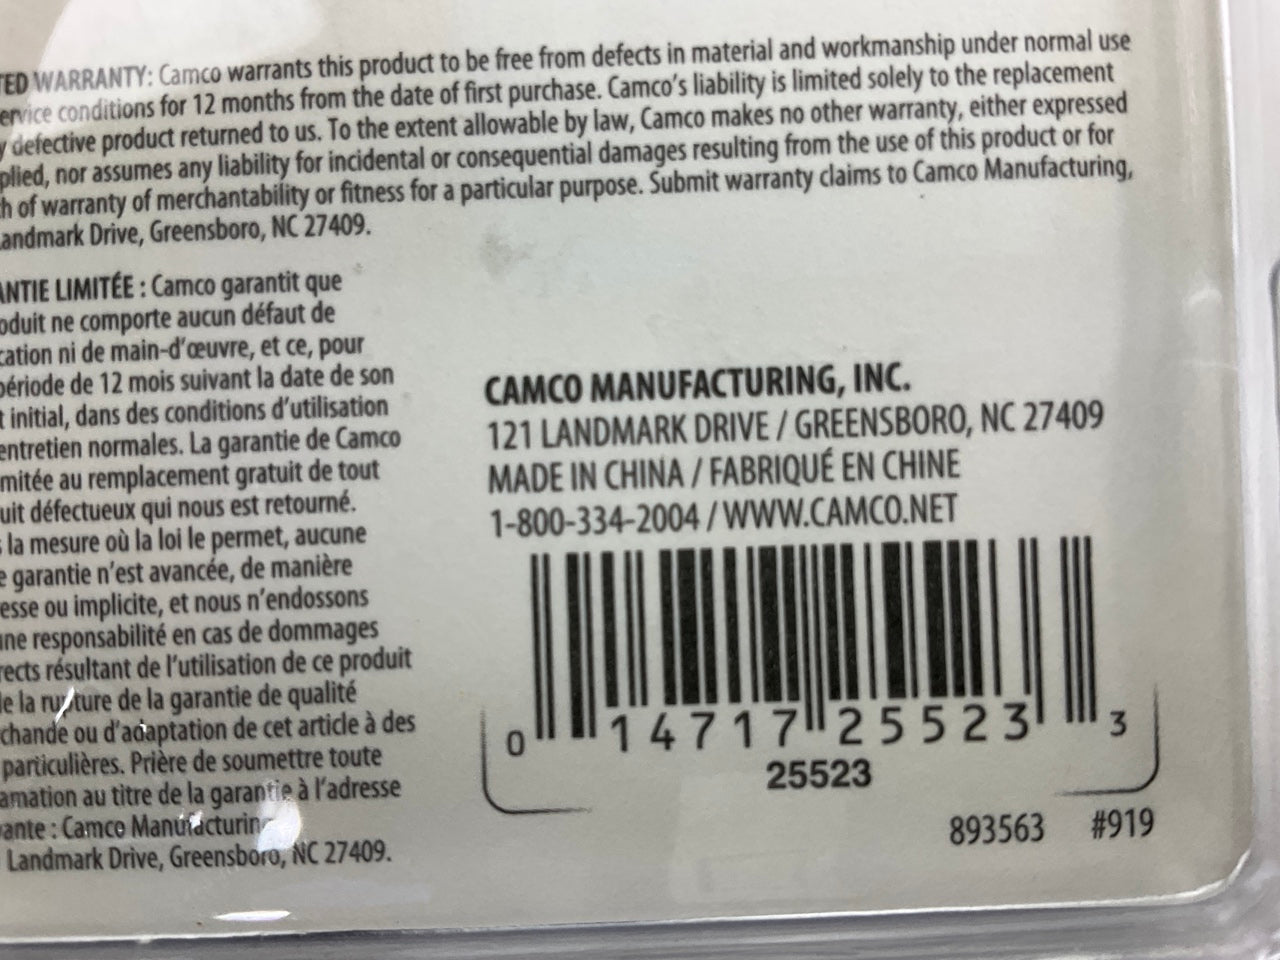 TED WARRANTY: Camco warrants this product to be free from defects in material and workmanship under normal use
ervice conditions for 12 months from the date of first purchase. Camco's liability is limited solely to the replacement
y defective product returned to us. To the extent allowable by law, Camco makes no other warranty, either expressed
plied, nor assumes any liability for incidental or consequential damages resulting from the use of this product or for
h of warranty of merchantability or fitness for a particular purpose. Submit warranty claims to Camco Manufacturing,
andmark Drive, Greensboro, NC 27409.
ANTIE LIMITÉE : Camco garantit que
oduit ne comporte aucun défaut de
cation ni de main-d'œuvre, et ce, pour
période de 12 mois suivant la date de son
t initial, dans des conditions d'utilisation
entretien normales. La garantie de Camco
mitée au remplacement gratuit de tout
uit défectueux qui nous est retourné.
la mesure où la loi le permet, aucune
e garantie n'est avancée, de manière
esse ou implicite, et nous n'endossons
une responsabilité en cas de dommages
rects résultant de l'utilisation de ce produit
le la rupture de la garantie de qualité
chande ou d'adaptation de cet article à des
particulières. Prière de soumettre toute
amation au titre de la garantie à l'adresse
ante : Camco Manufacturing
Landmark Drive, Greensboro, NC 27409.
CAMCO MANUFACTURING, INC.
121 LANDMARK DRIVE / GREENSBORO, NC 27409
MADE IN CHINA / FABRIQUÉ EN CHINE
1-800-334-2004 / WWW.CAMCO.NET
0 14717 25523 3
25523
893563 #919